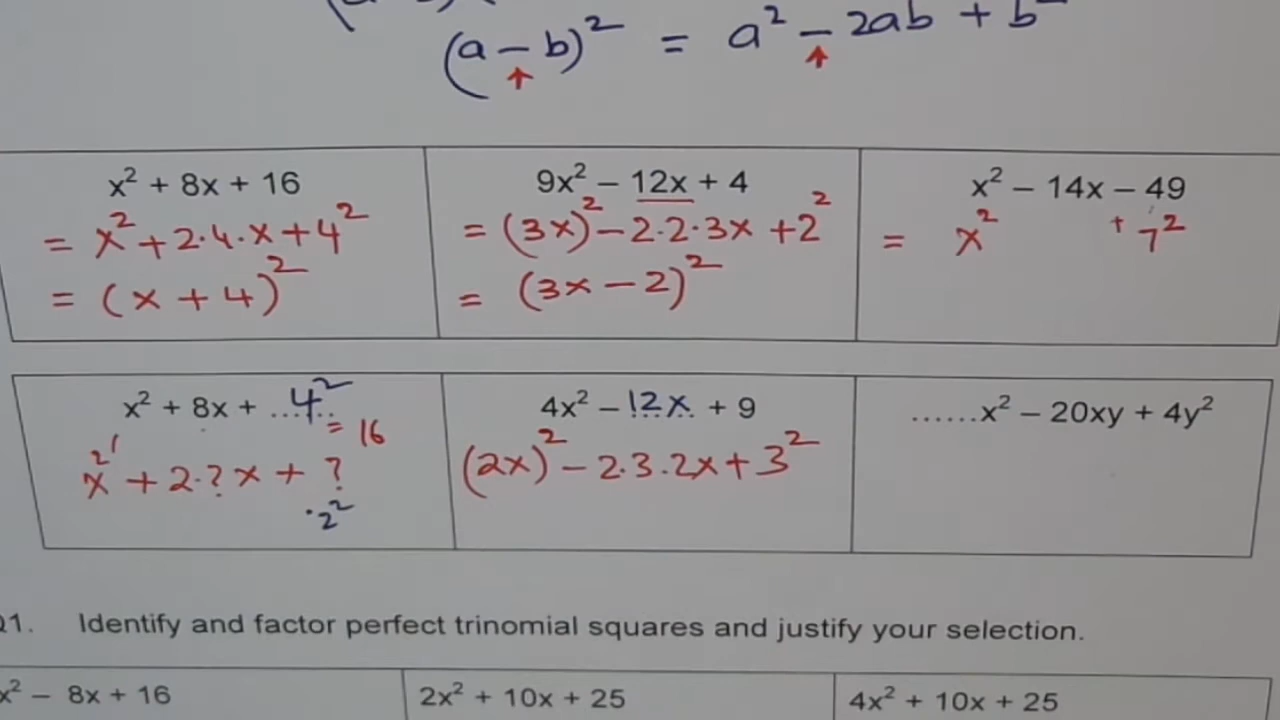 (a − b)² = a² − 2ab + b
x² + 8x + 16
= x² + 2·4·x + 4²
= (x + 4)²
9x² − 12x + 4
= (3x)² − 2·2·3x + 2²
= (3x − 2)²
x² − 14x − 49
= x² + 7²
x² + 8x + ...4²..
= 16
x² + 2·?x + ?
2²
4x² − 12x + 9
(2x)² − 2·3·2x + 3²
......x² − 20xy + 4y²
Q1. Identify and factor perfect trinomial squares and justify your selection.
x² − 8x + 16
2x² + 10x + 25
4x² + 10x + 25